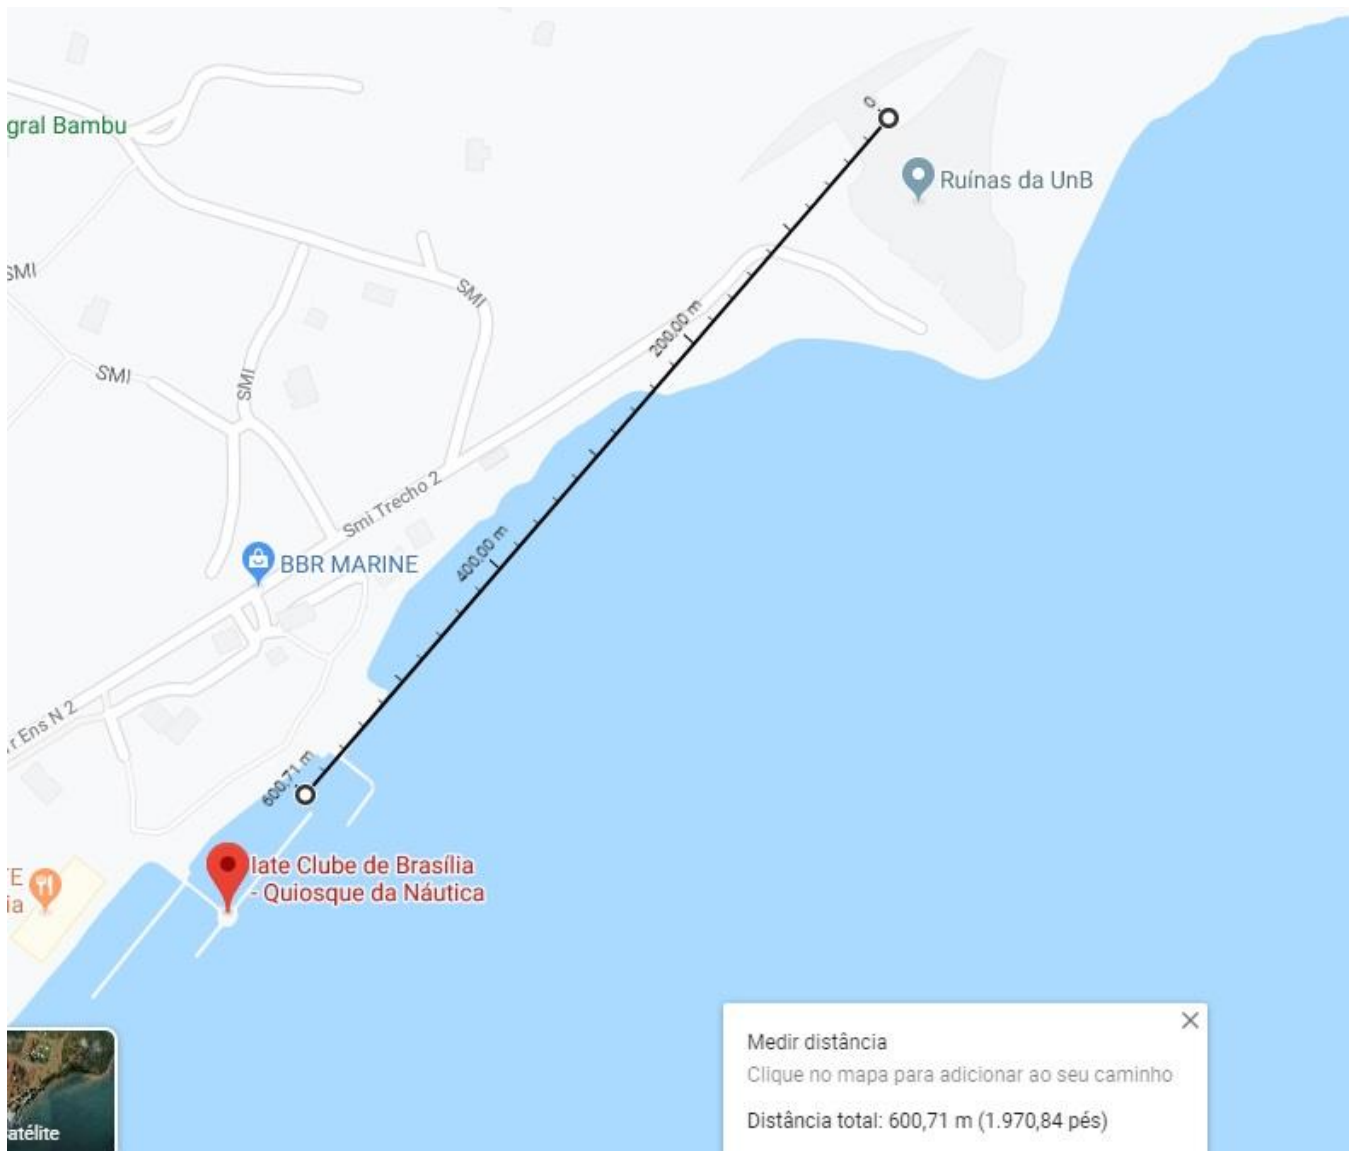 gral Bambu
0
Ruínas da UnB
SMI
SMI
200,00 m
SMI
SMI
Smi Trecho 2
400,00 m
BBR MARINE
r Ens N 2
600,71 m
Iate Clube de Brasília
- Quiosque da Náutica
TE
ia
Medir distância
Clique no mapa para adicionar ao seu caminho
Distância total: 600,71 m (1.970,84 pés)
atélite